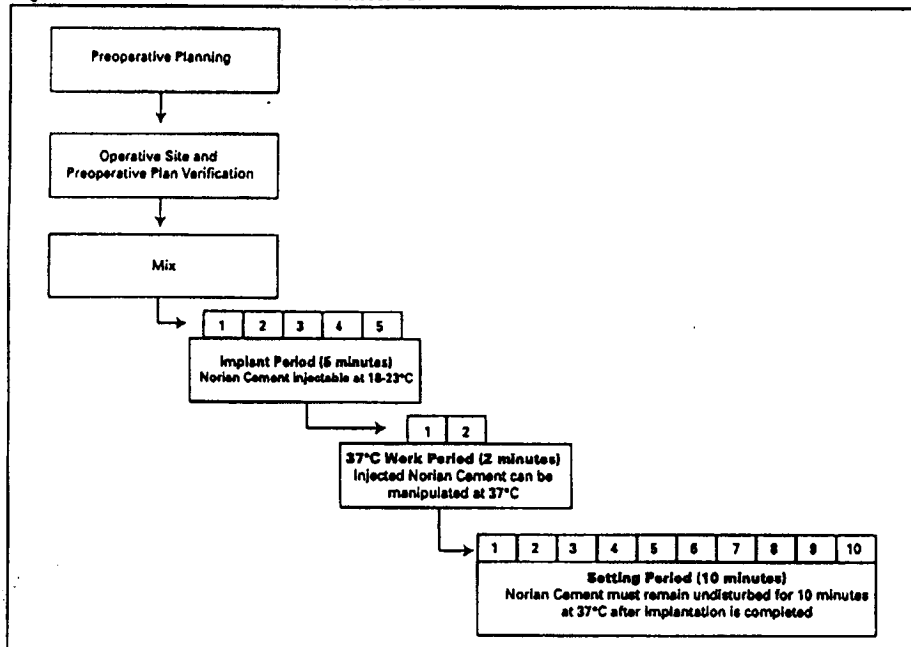 Preoperative Planning
Operative Site and
Preoperative Plan Verification
Mix
1 2 3 4 5
Implant Period (5 minutes)
Norian Cement Injectable at 18-23°C
1 2
37°C Work Period (2 minutes)
Injected Norian Cement can be
manipulated at 37°C
1 2 3 4 5 6 7 8 9 10
Setting Period (10 minutes)
Norian Cement must remain undisturbed for 10 minutes
at 37°C after implantation is completed